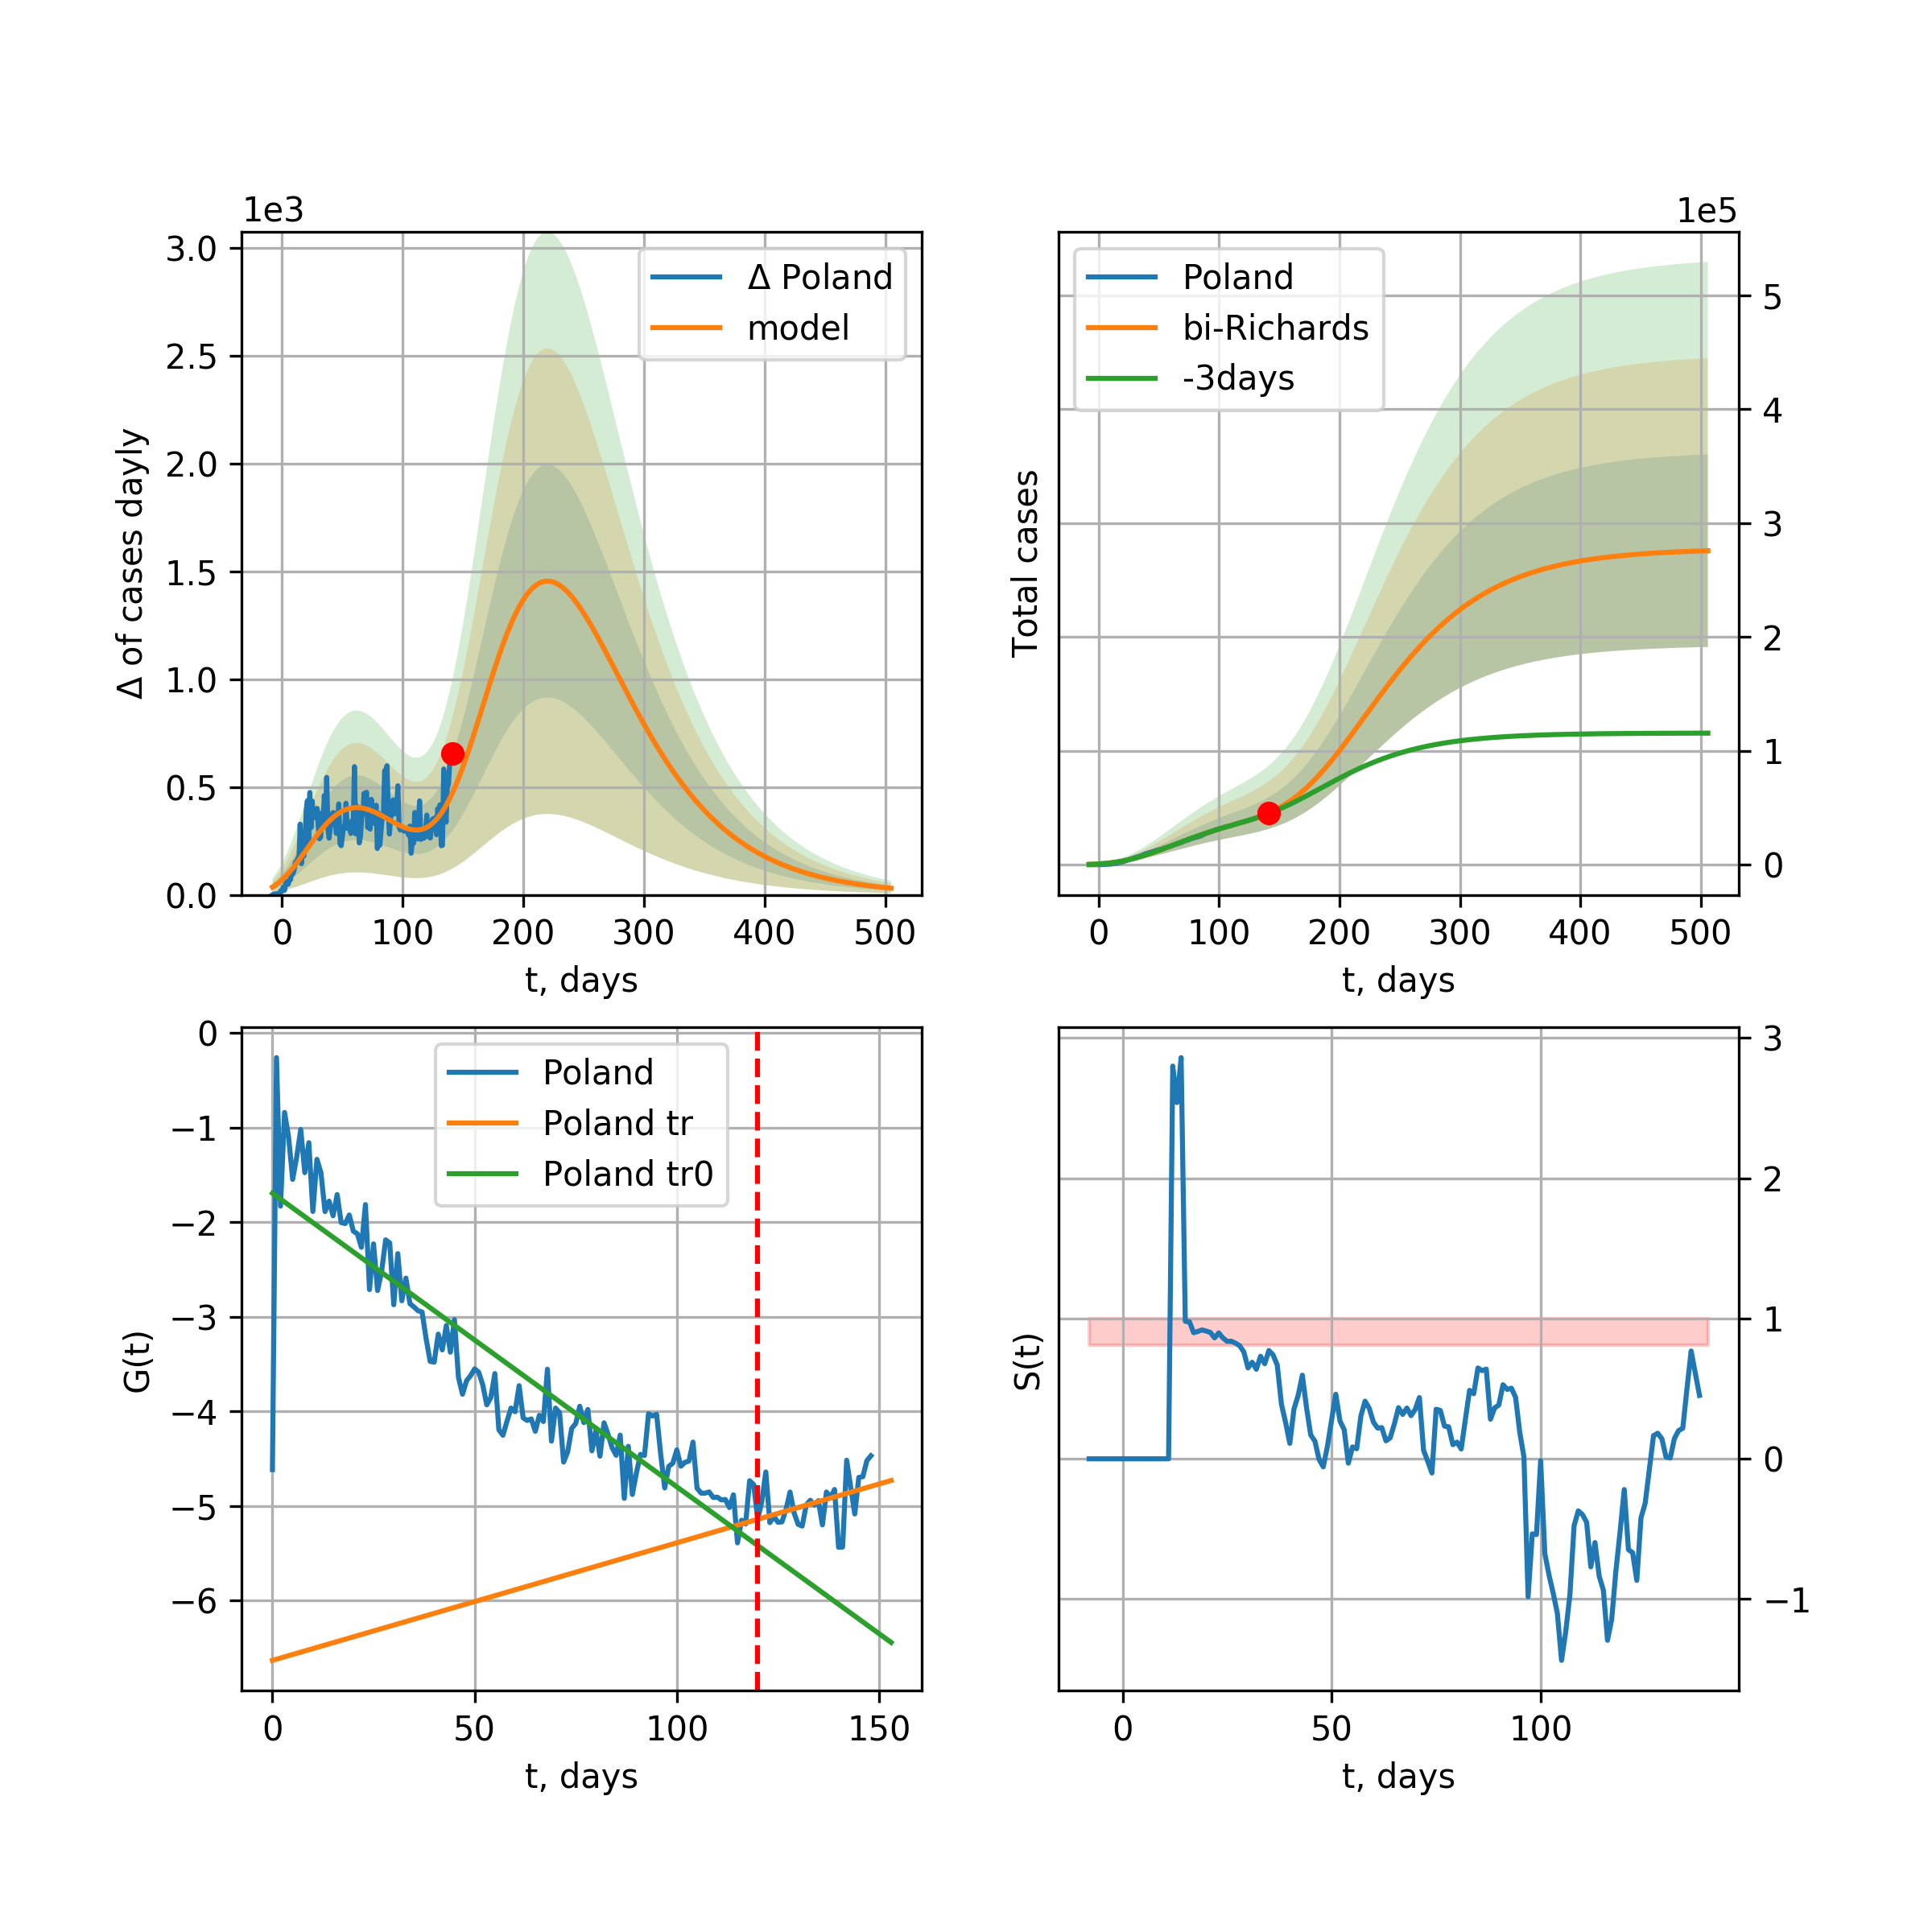 1e3
Δ of cases dayly
3.0
2.5
2.0
1.5
1.0
0.5
0.0
Δ Poland
model
0 100 200 300 400 500
t, days
1e5
Total cases
Poland
bi-Richards
-3days
5
4
3
2
1
0
0 100 200 300 400 500
t, days
G(t)
0
−1
−2
−3
−4
−5
−6
Poland
Poland tr
Poland tr0
0 50 100 150
t, days
S(t)
3
2
1
0
−1
0 50 100
t, days